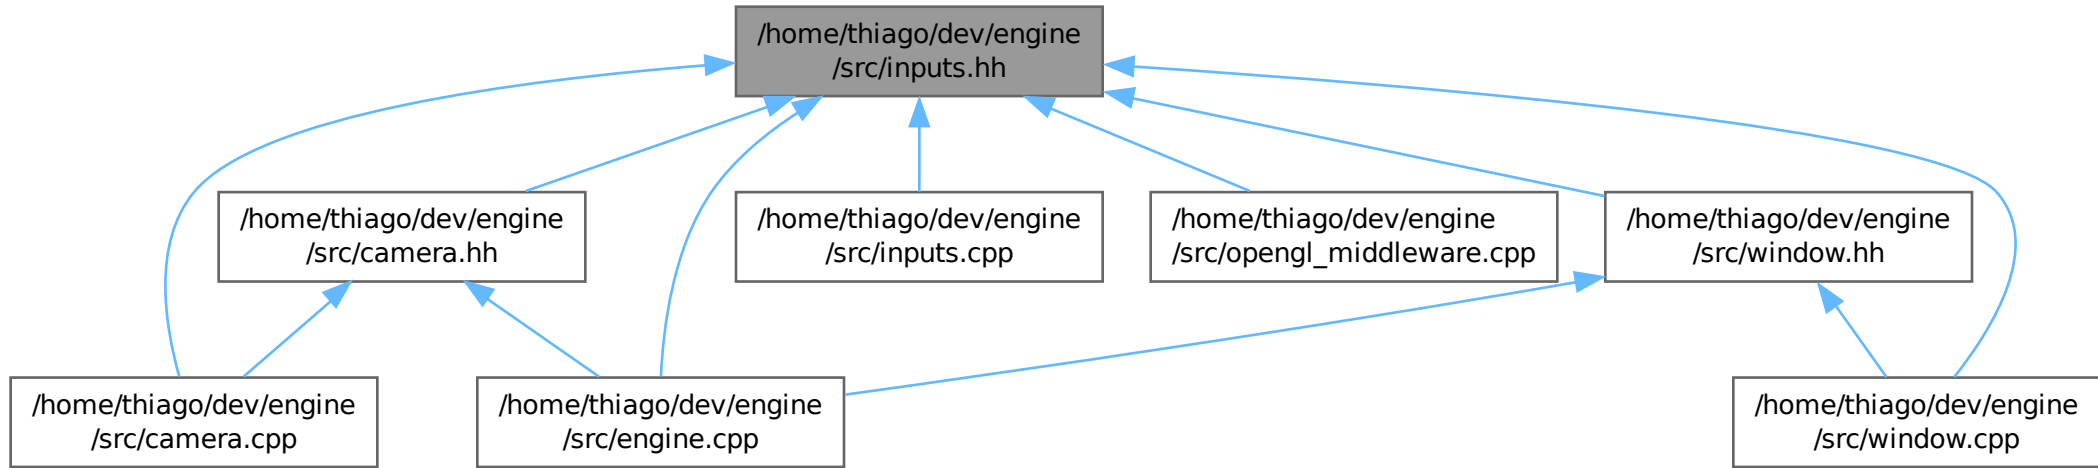 /home/thiago/dev/engine
/src/inputs.hh
/home/thiago/dev/engine
/src/camera.hh
/home/thiago/dev/engine
/src/inputs.cpp
/home/thiago/dev/engine
/src/opengl_middleware.cpp
/home/thiago/dev/engine
/src/window.hh
/home/thiago/dev/engine
/src/camera.cpp
/home/thiago/dev/engine
/src/engine.cpp
/home/thiago/dev/engine
/src/window.cpp